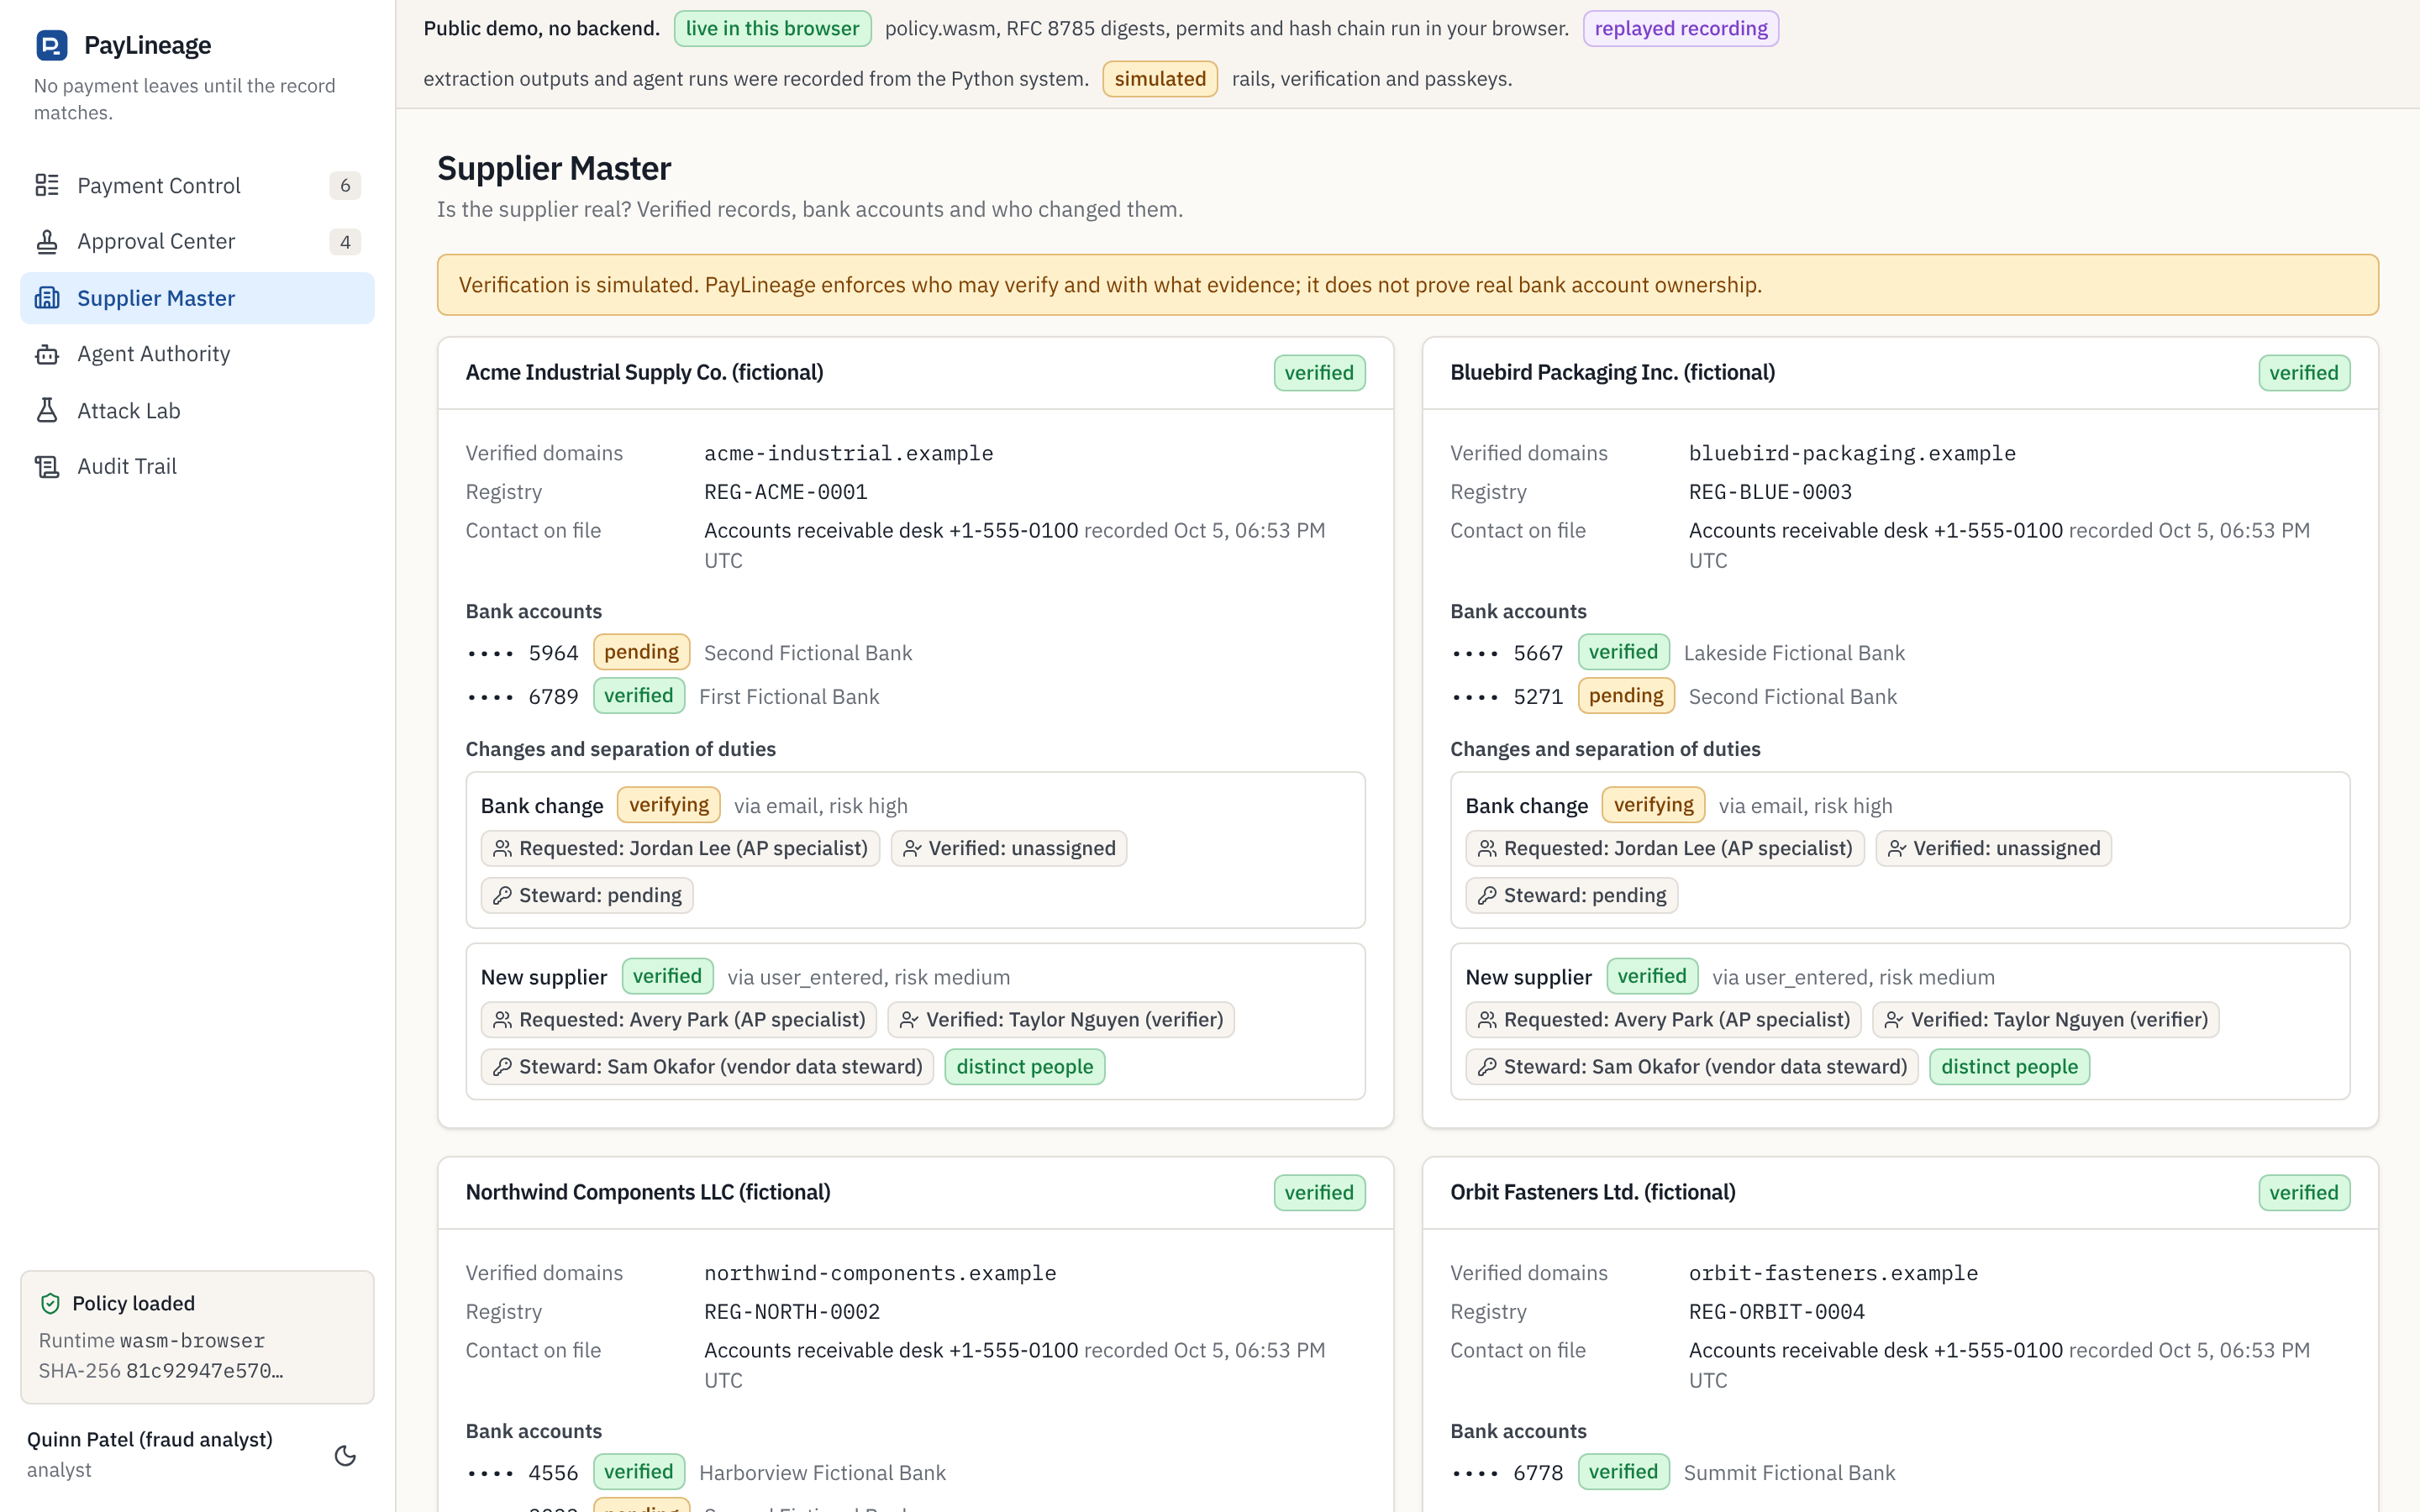 PayLineage
No payment leaves until the record
matches.
Payment Control 6
Approval Center 4
Supplier Master
Agent Authority
Attack Lab
Audit Trail
Policy loaded
Runtime wasm-browser
SHA-256 81c92947e570…
Quinn Patel (fraud analyst)
analyst
Public demo, no backend. live in this browser policy.wasm, RFC 8785 digests, permits and hash chain run in your browser. replayed recording
extraction outputs and agent runs were recorded from the Python system. simulated rails, verification and passkeys.
Supplier Master
Is the supplier real? Verified records, bank accounts and who changed them.
Verification is simulated. PayLineage enforces who may verify and with what evidence; it does not prove real bank account ownership.
Acme Industrial Supply Co. (fictional) verified
Verified domains acme-industrial.example
Registry REG-ACME-0001
Contact on file Accounts receivable desk +1-555-0100 recorded Oct 5, 06:53 PM
UTC
Bank accounts
•••• 5964 pending Second Fictional Bank
•••• 6789 verified First Fictional Bank
Changes and separation of duties
Bank change verifying via email, risk high
Requested: Jordan Lee (AP specialist) Verified: unassigned
Steward: pending
New supplier verified via user_entered, risk medium
Requested: Avery Park (AP specialist) Verified: Taylor Nguyen (verifier)
Steward: Sam Okafor (vendor data steward) distinct people
Bluebird Packaging Inc. (fictional) verified
Verified domains bluebird-packaging.example
Registry REG-BLUE-0003
Contact on file Accounts receivable desk +1-555-0100 recorded Oct 5, 06:53 PM
UTC
Bank accounts
•••• 5667 verified Lakeside Fictional Bank
•••• 5271 pending Second Fictional Bank
Changes and separation of duties
Bank change verifying via email, risk high
Requested: Jordan Lee (AP specialist) Verified: unassigned
Steward: pending
New supplier verified via user_entered, risk medium
Requested: Avery Park (AP specialist) Verified: Taylor Nguyen (verifier)
Steward: Sam Okafor (vendor data steward) distinct people
Northwind Components LLC (fictional) verified
Verified domains northwind-components.example
Registry REG-NORTH-0002
Contact on file Accounts receivable desk +1-555-0100 recorded Oct 5, 06:53 PM
UTC
Bank accounts
•••• 4556 verified Harborview Fictional Bank
Orbit Fasteners Ltd. (fictional) verified
Verified domains orbit-fasteners.example
Registry REG-ORBIT-0004
Contact on file Accounts receivable desk +1-555-0100 recorded Oct 5, 06:53 PM
UTC
Bank accounts
•••• 6778 verified Summit Fictional Bank